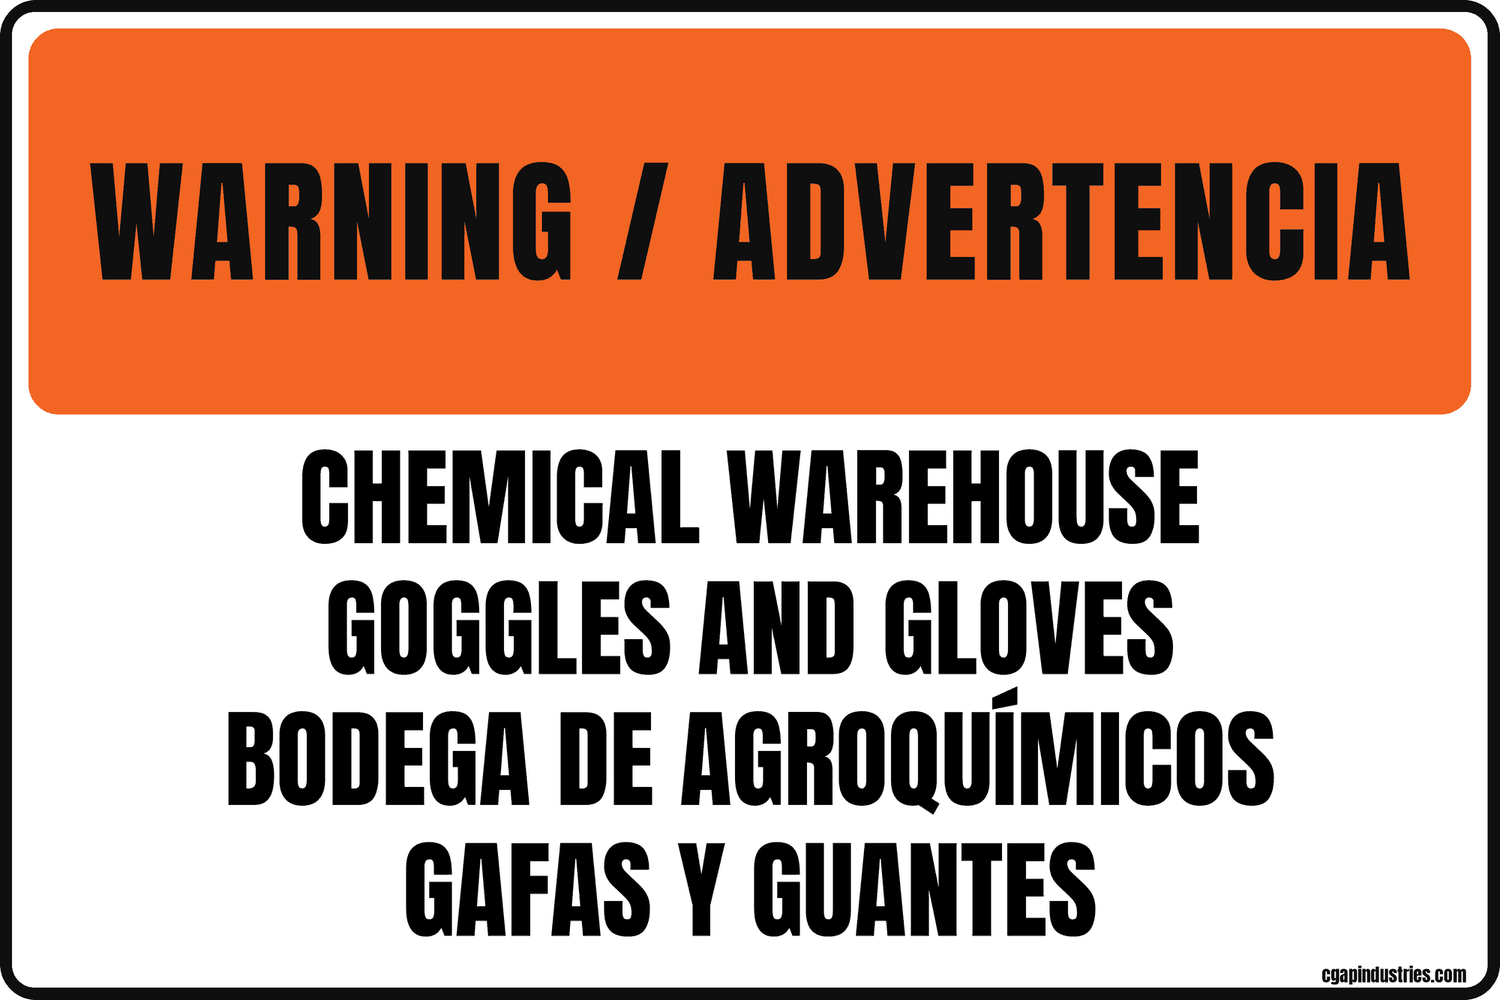 WARNING / ADVERTENCIA
CHEMICAL WAREHOUSE
GOGGLES AND GLOVES
BODEGA DE AGROQUÍMICOS
GAFAS Y GUANTES
cgapindustries.com